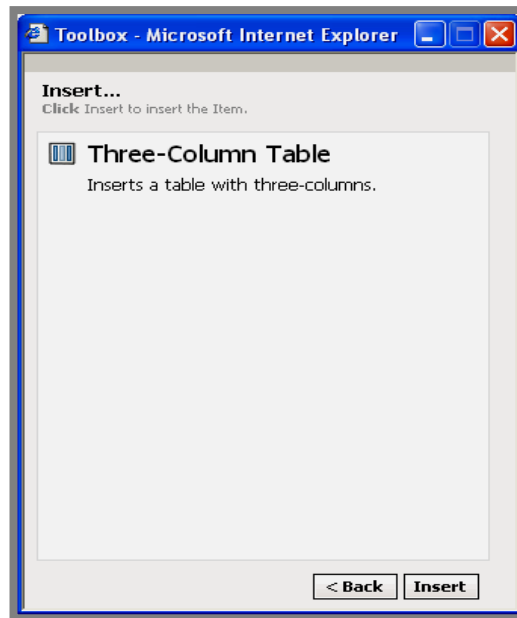 Toolbox - Microsoft Internet Explorer
Insert...
Click Insert to insert the Item.
Three-Column Table
Inserts a table with three-columns.
< Back Insert